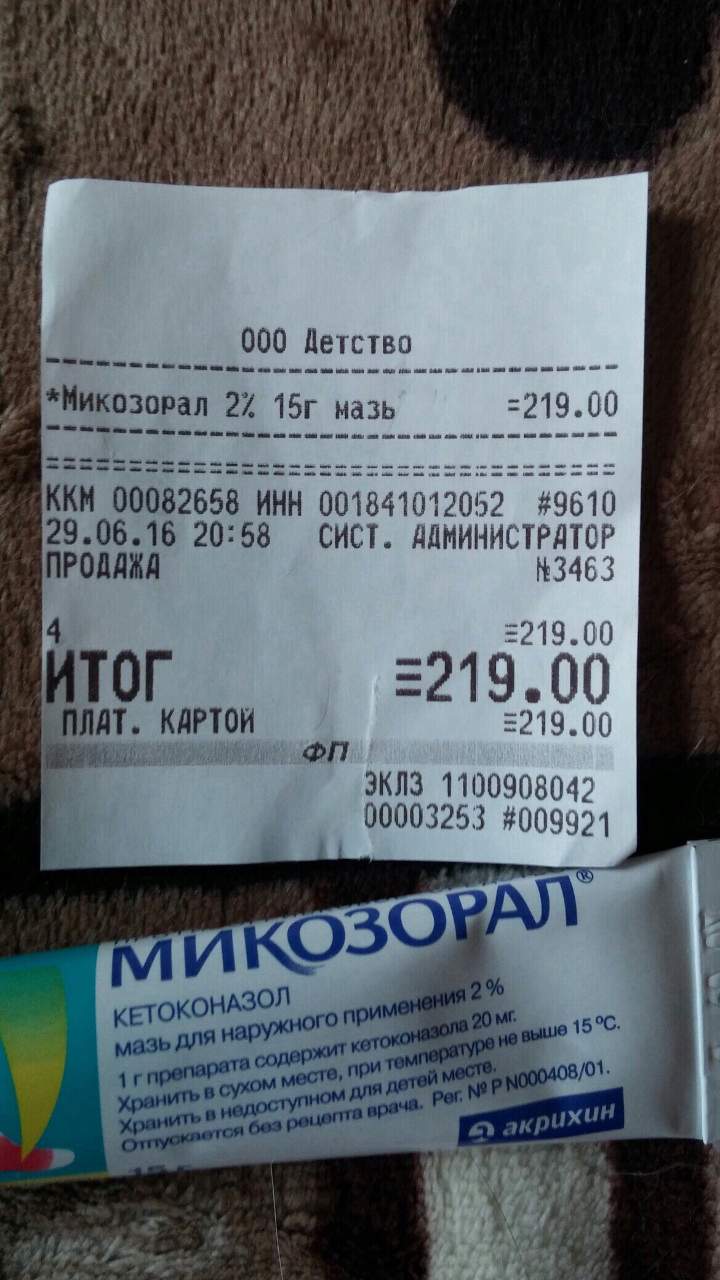 ООО Детство
*Микозорал 2% 15г мазь =219.00
ККМ 00082658 ИНН 001841012052 #9610
29.06.16 20:58 СИСТ. АДМИНИСТРАТОР
ПРОДАЖА №3463
4 ≡219.00
ИТОГ ≡219.00
ПЛАТ. КАРТОЙ ≡219.00
ФП
ЭКЛЗ 1100908042
00003253 #009921
МИКОЗОРАЛ®
КЕТОКОНАЗОЛ
мазь для наружного применения 2 %
1 г препарата содержит кетоконазола 20 мг.
Хранить в сухом месте, при температуре не выше 15 °C.
Хранить в недоступном для детей месте.
Отпускается без рецепта врача. Рег. № Р N000408/01.
акрихин
15 г